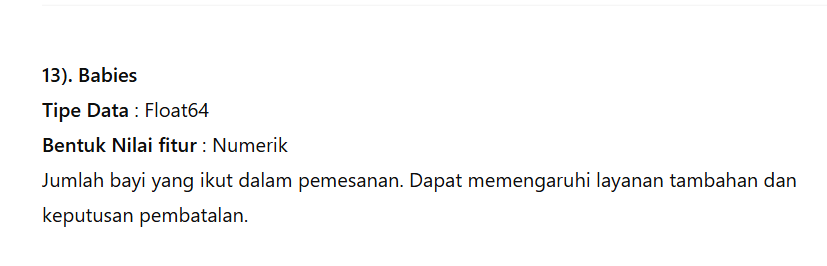 13). Babies
Tipe Data : Float64
Bentuk Nilai fitur : Numerik
Jumlah bayi yang ikut dalam pemesanan. Dapat memengaruhi layanan tambahan dan
keputusan pembatalan.